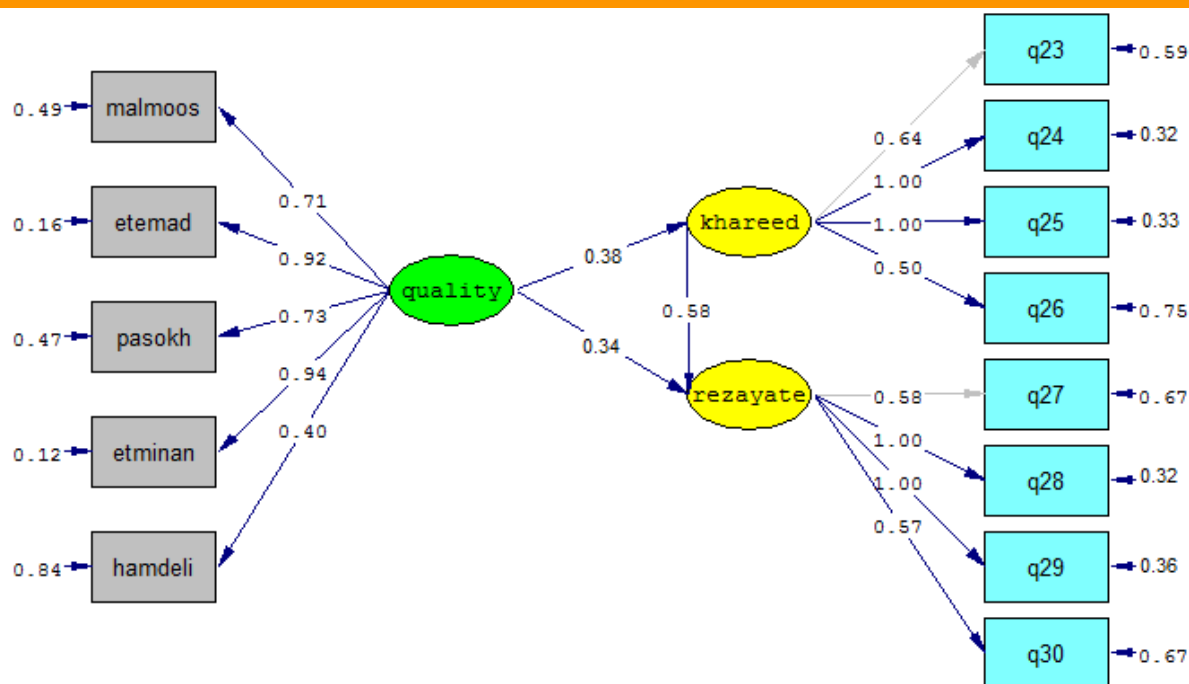 0.49 malmoos
0.16 etemad
0.47 pasokh
0.12 etminan
0.84 hamdeli
0.71
0.92
0.73
0.94
0.40
quality
0.38
0.34
khareed
0.58
rezayate
0.64
1.00
1.00
0.50
0.58
1.00
1.00
0.57
q23 0.59
q24 0.32
q25 0.33
q26 0.75
q27 0.67
q28 0.32
q29 0.36
q30 0.67